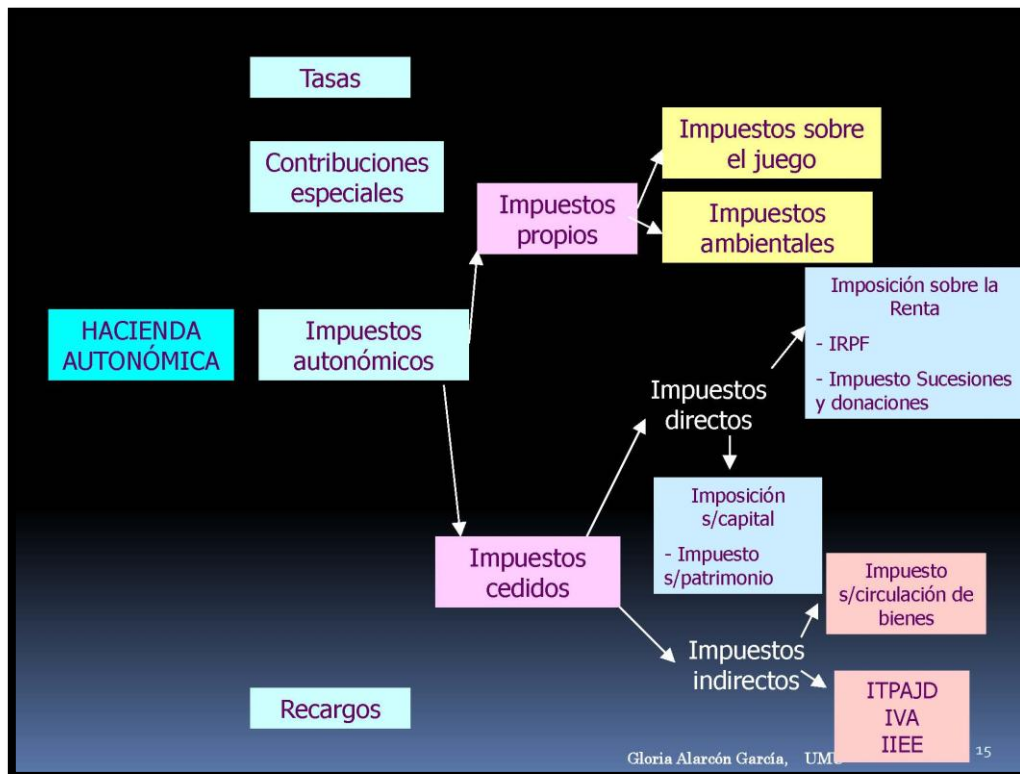 Tasas
Contribuciones
especiales
Impuestos sobre
el juego
Impuestos
propios
Impuestos
ambientales
HACIENDA
AUTONÓMICA
Impuestos
autonómicos
Imposición sobre la
Renta
- IRPF
- Impuesto Sucesiones
y donaciones
Impuestos
directos
Imposición
s/capital
- Impuesto
s/patrimonio
Impuestos
cedidos
Impuesto
s/circulación de
bienes
Impuestos
indirectos
ITPAJD
IVA
IIEE
Recargos
Gloria Alarcón García,
15